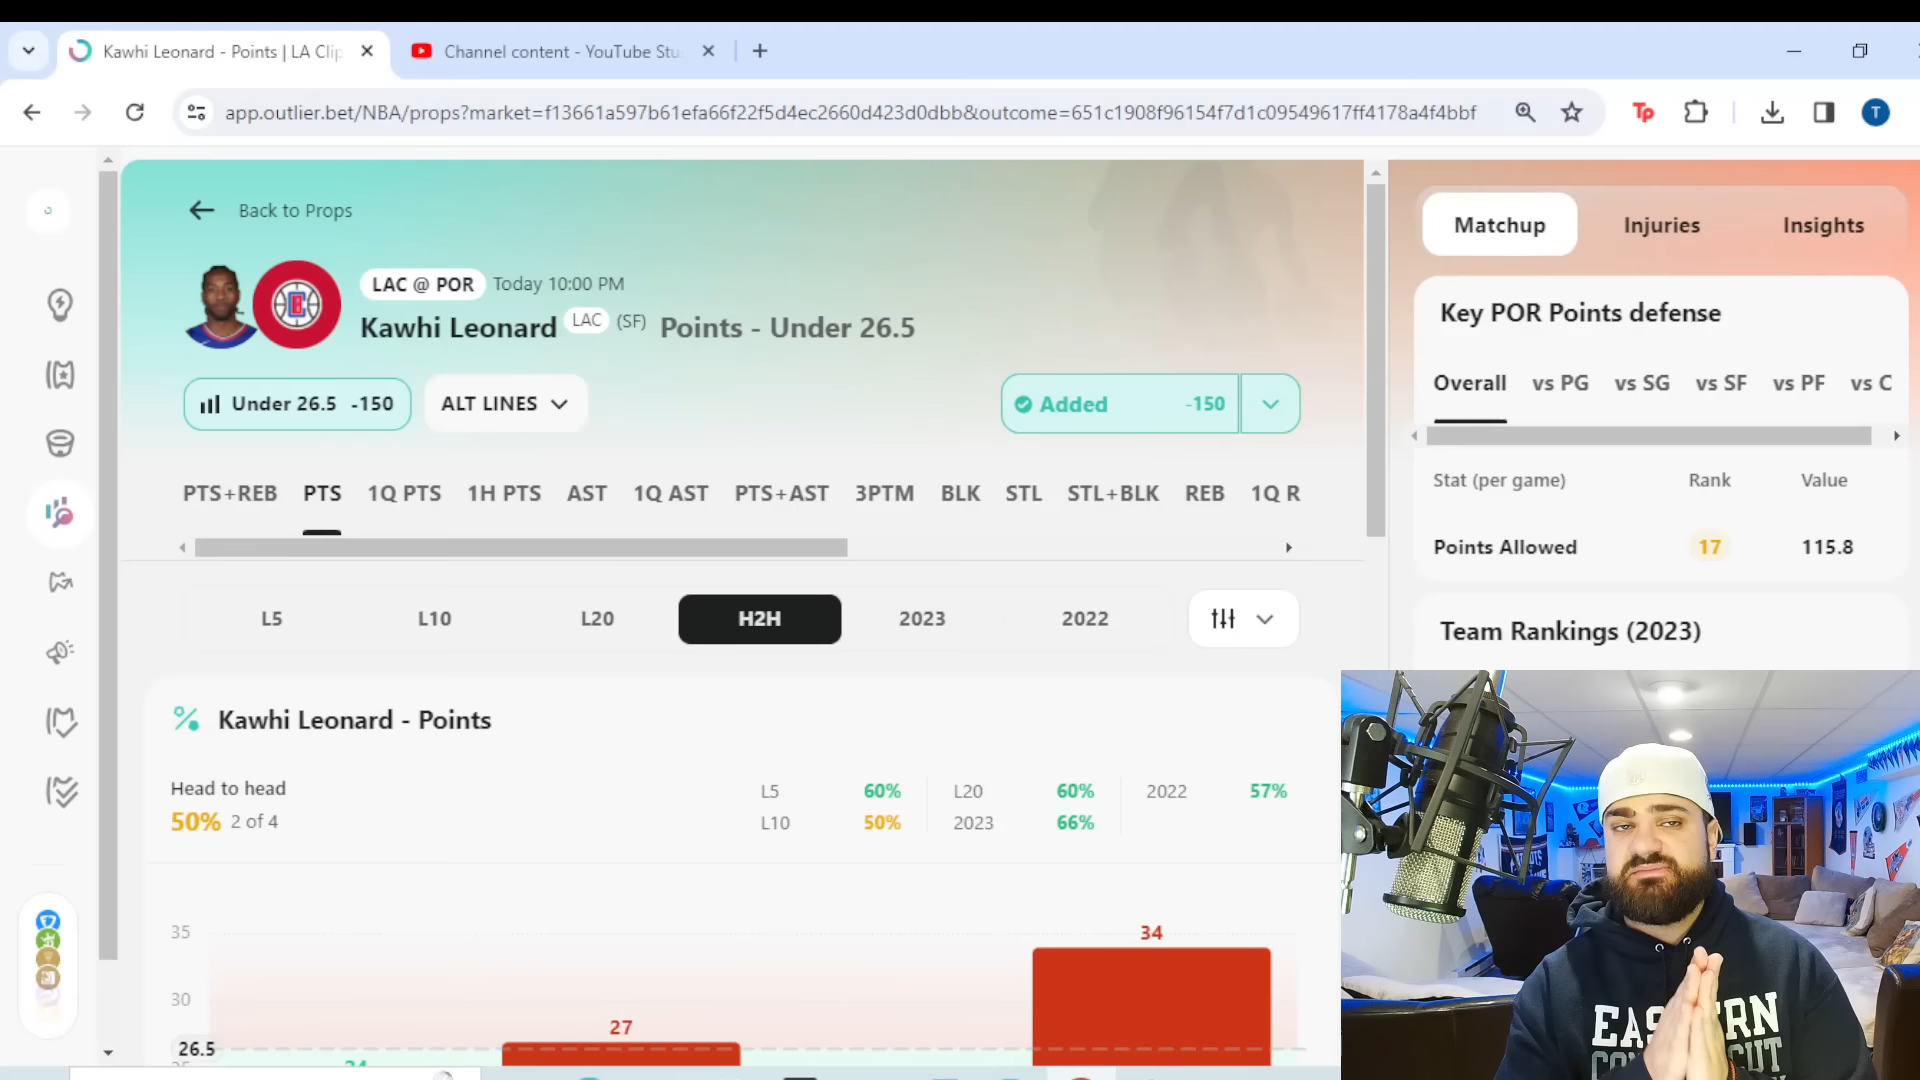 Kawhi Leonard - Points | LA Clip
Channel content - YouTube Stu
app.outlier.bet/NBA/props?market=f13661a597b61efa66f22f5d4ec2660d423d0dbb&outcome=651c1908f96154f7d1c09549617ff4178a4f4bbf
Tp
T
Back to Props
LAC @ POR Today 10:00 PM
Kawhi Leonard LAC (SF) Points - Under 26.5
Under 26.5 -150 ALT LINES
Added -150
PTS+REB PTS 1Q PTS 1H PTS AST 1Q AST PTS+AST 3PTM BLK STL STL+BLK REB 1Q R
L5 L10 L20 H2H 2023 2022
Kawhi Leonard - Points
Head to head
50% 2 of 4
L5 60% L20 60% 2022 57%
L10 50% 2023 66%
35
34
30
27
26.5
Matchup Injuries Insights
Key POR Points defense
Overall vs PG vs SG vs SF vs PF vs C
Stat (per game) Rank Value
Points Allowed 17 115.8
Team Rankings (2023)
EASTERN